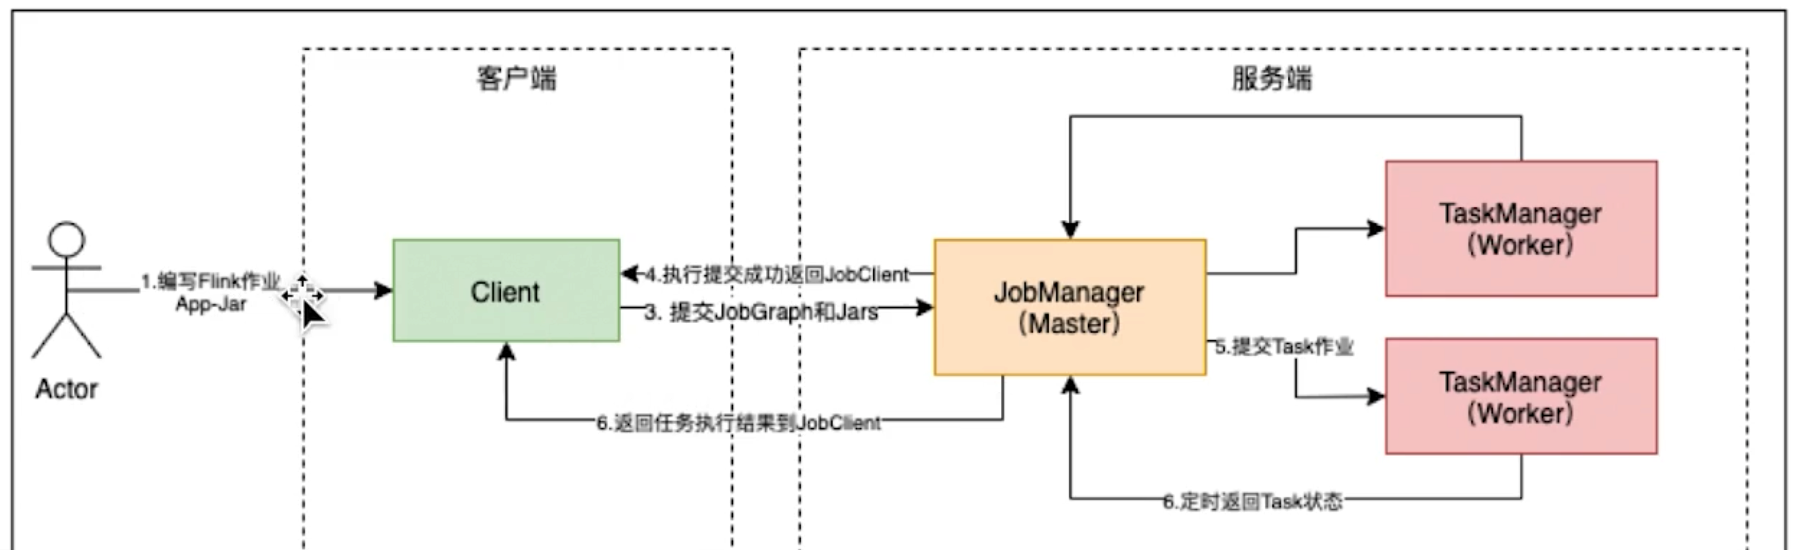 客户端
服务端
TaskManager
(Worker)
1.编写Flink作业
App-Jar
Client
4.执行提交成功返回JobClient
3. 提交JobGraph和Jars
JobManager
(Master)
5.提交Task作业
TaskManager
(Worker)
Actor
6.返回任务执行结果到JobClient
6.定时返回Task状态